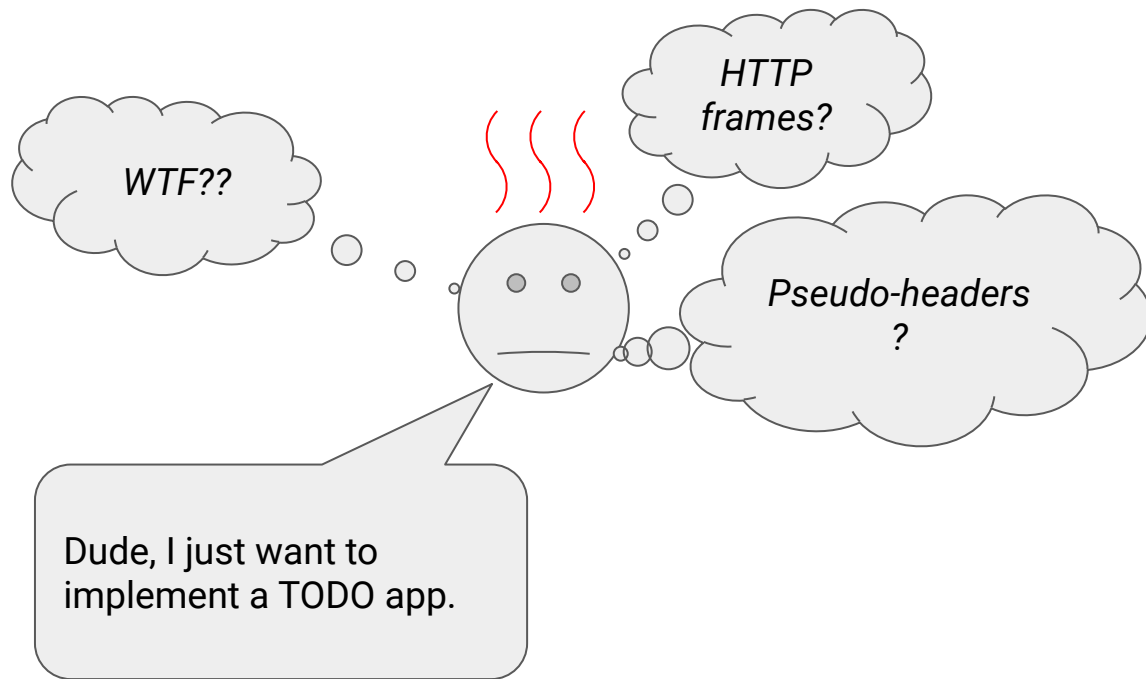 HTTP
frames?
WTF??
Pseudo-headers
?
Dude, I just want to
implement a TODO app.